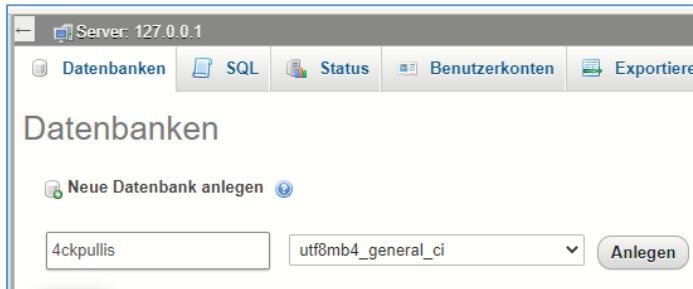 Server: 127.0.0.1
Datenbanken SQL Status Benutzerkonten Exportiere
Datenbanken
Neue Datenbank anlegen
4ckpullis utf8mb4_general_ci Anlegen